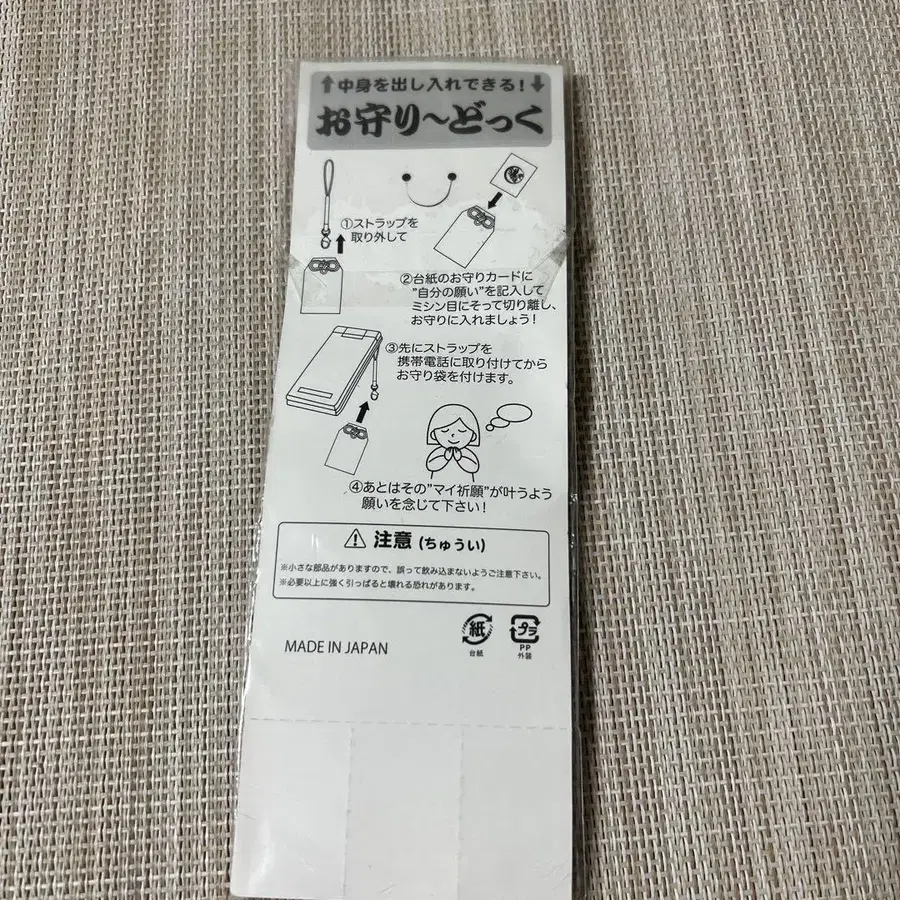 ↑中身を出し入れできる!↓
お守り～どっく
①ストラップを
取り外して
②台紙のお守りカードに
"自分の願い"を記入して
ミシン目にそって切り離し、
お守りに入れましょう!
③先にストラップを
携帯電話に取り付けてから
お守り袋を付けます。
④あとはその"マイ祈願"が叶うよう
願いを念じて下さい!
⚠ 注意 (ちゅうい)
※小さな部品がありますので、誤って飲み込まないようご注意下さい。
※必要以上に強く引っぱると壊れる恐れがあります。
MADE IN JAPAN
紙
台紙
プラ
PP
外装